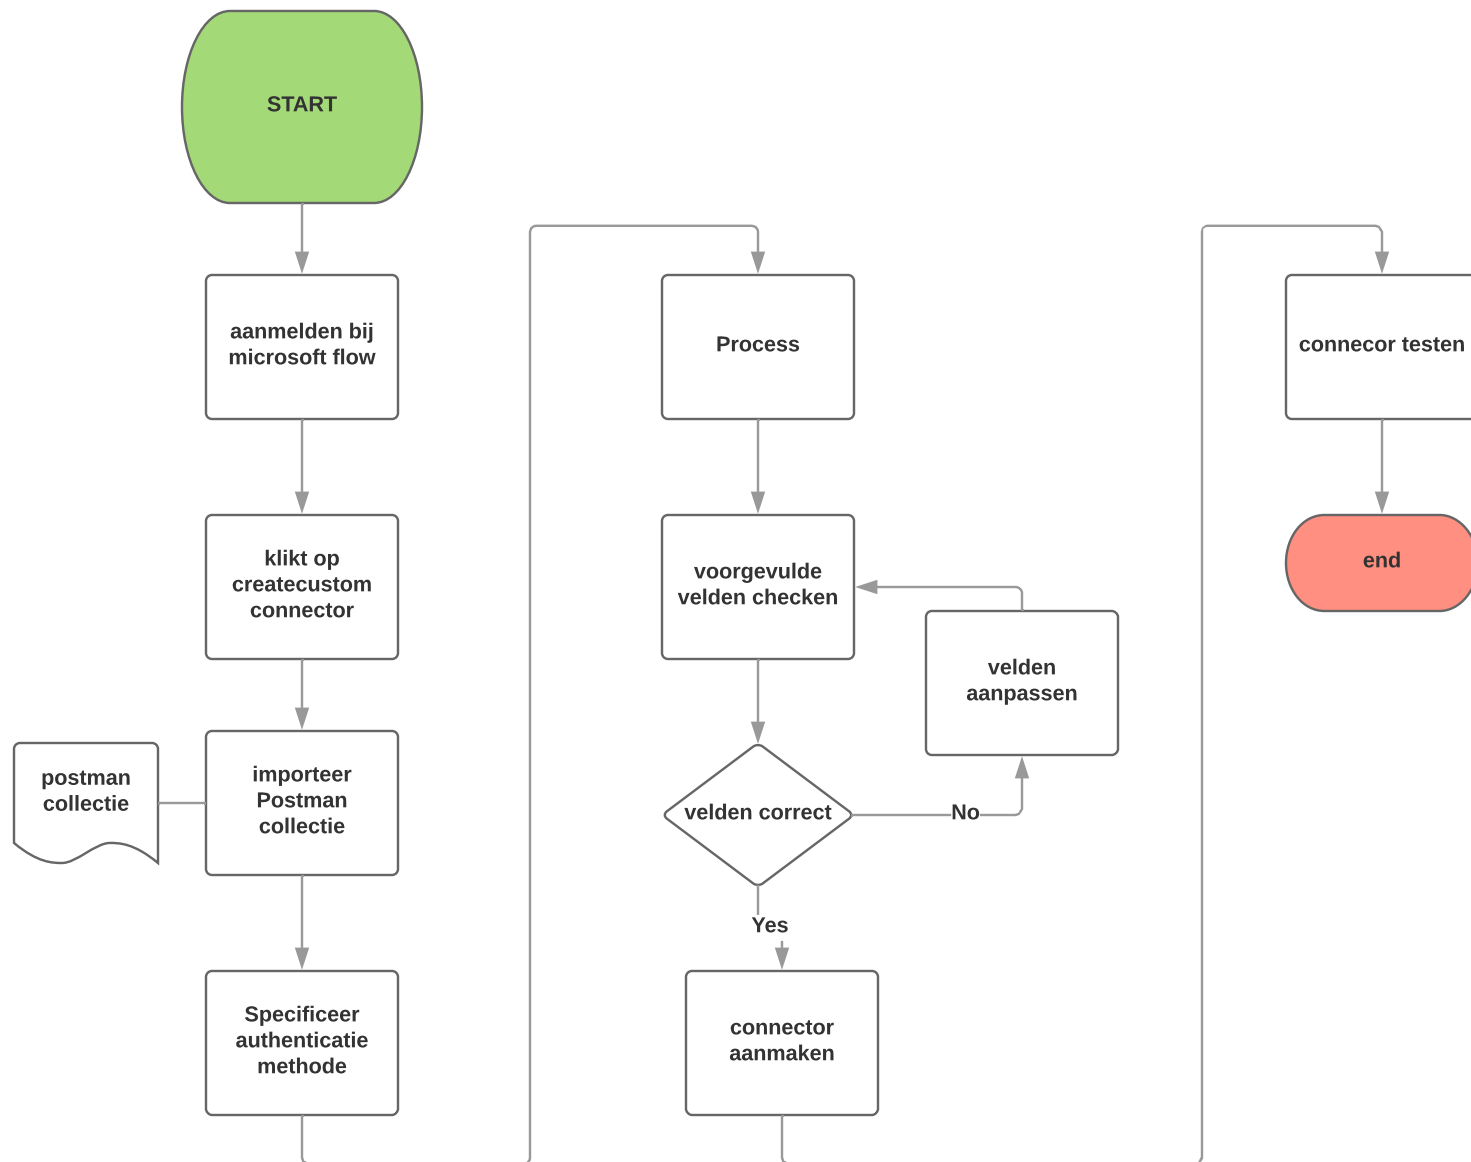 START
aanmelden bij
microsoft flow
klikt op
createcustom
connector
postman
collectie
importeer
Postman
collectie
Specificeer
authenticatie
methode
Process
voorgevulde
velden checken
velden
aanpassen
velden correct
No
Yes
connector
aanmaken
connecor testen
end